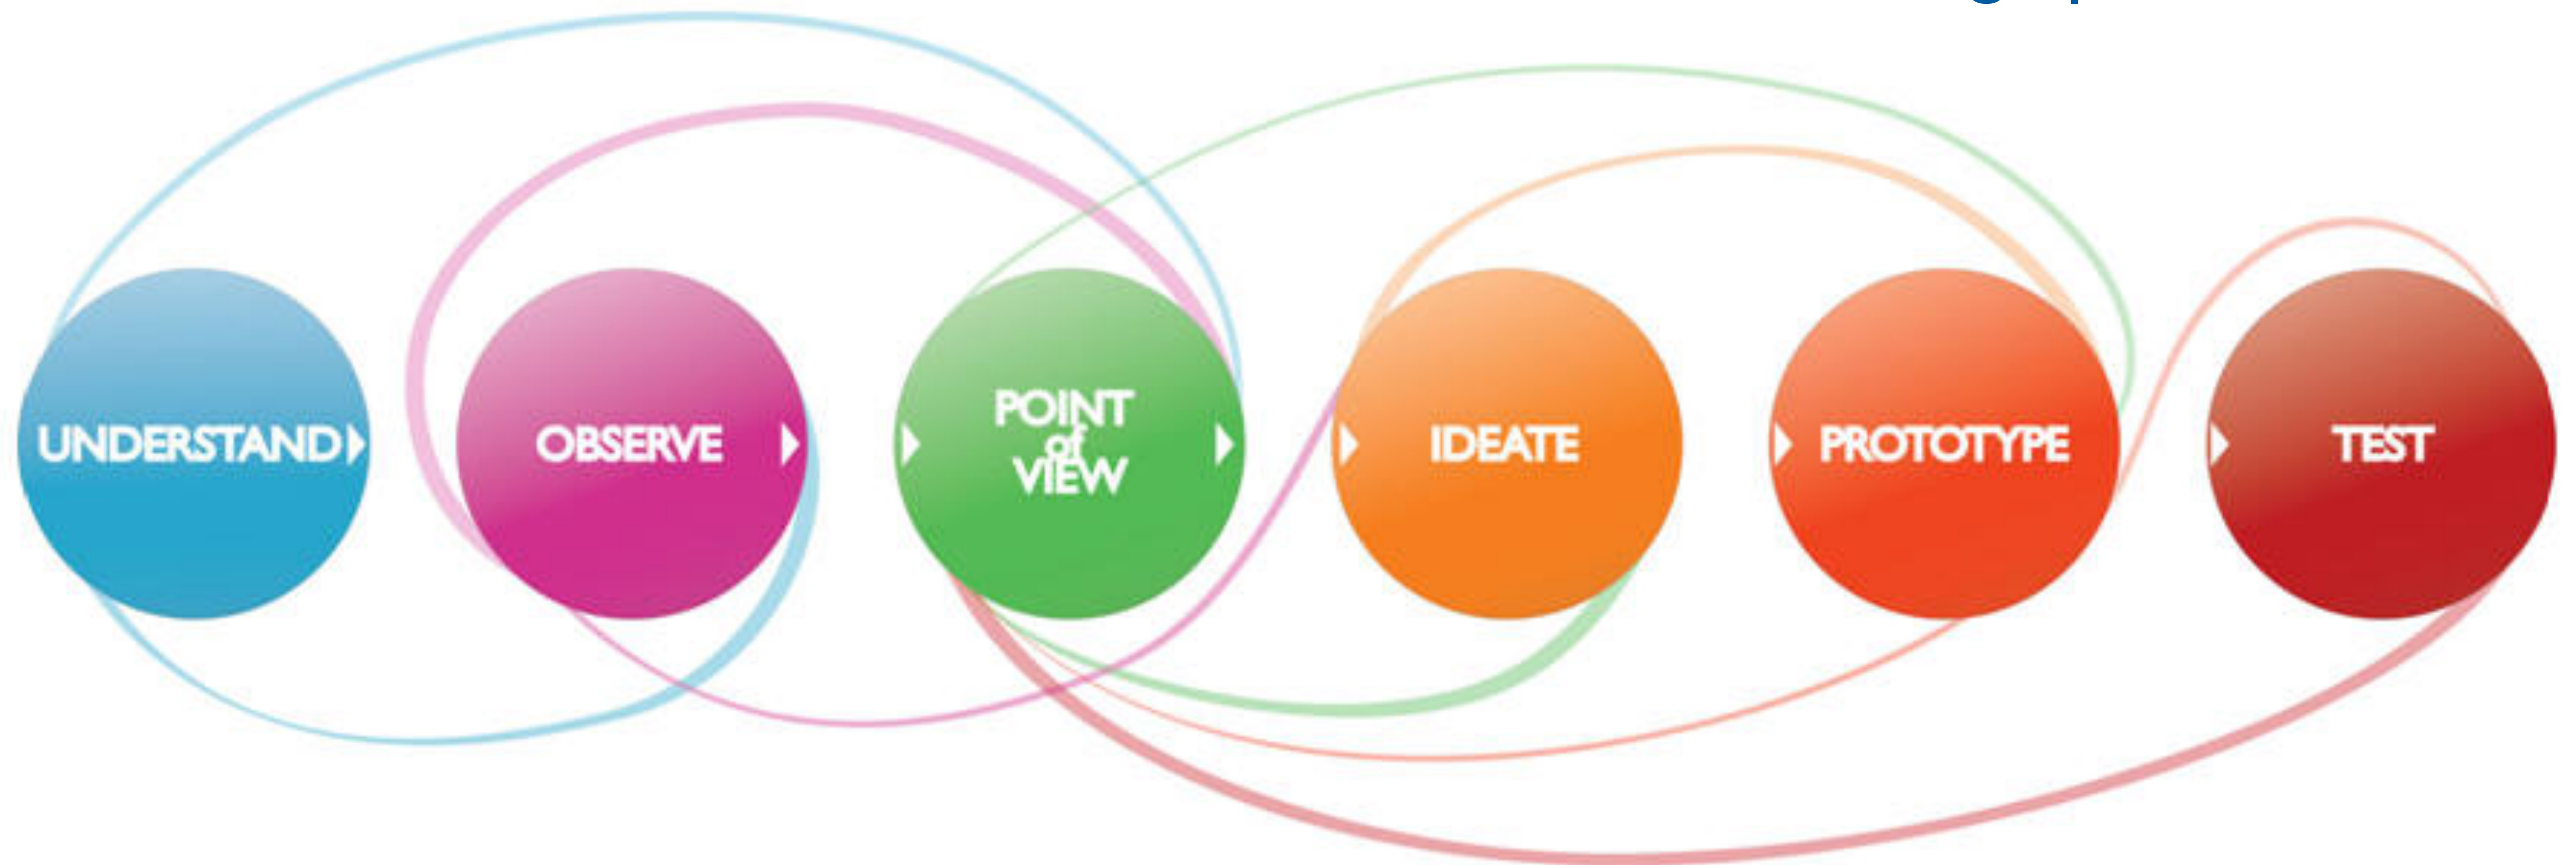 UNDERSTAND
OBSERVE
POINT
of
VIEW
IDEATE
PROTOTYPE
TEST